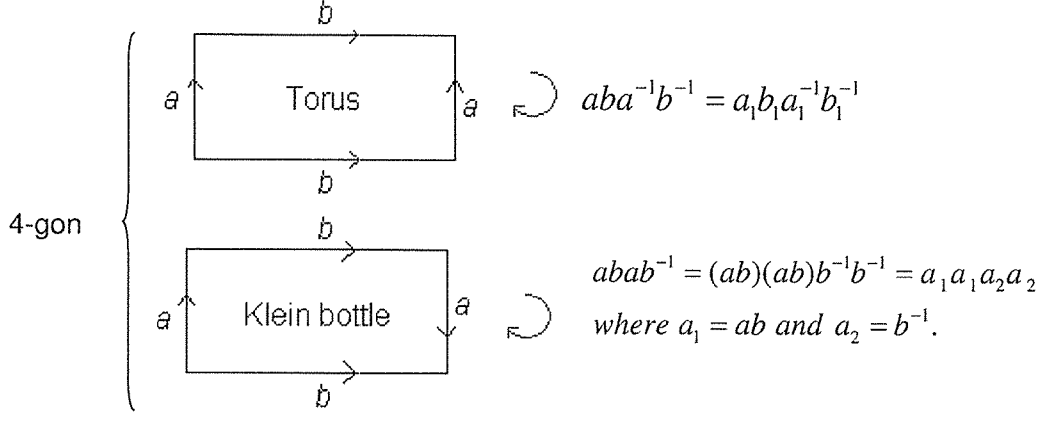 b
a Torus a
aba⁻¹b⁻¹ = a₁b₁a₁⁻¹b₁⁻¹
b
4-gon
b
a Klein bottle a
abab⁻¹ = (ab)(ab)b⁻¹b⁻¹ = a₁a₁a₂a₂
where a₁ = ab and a₂ = b⁻¹.
b